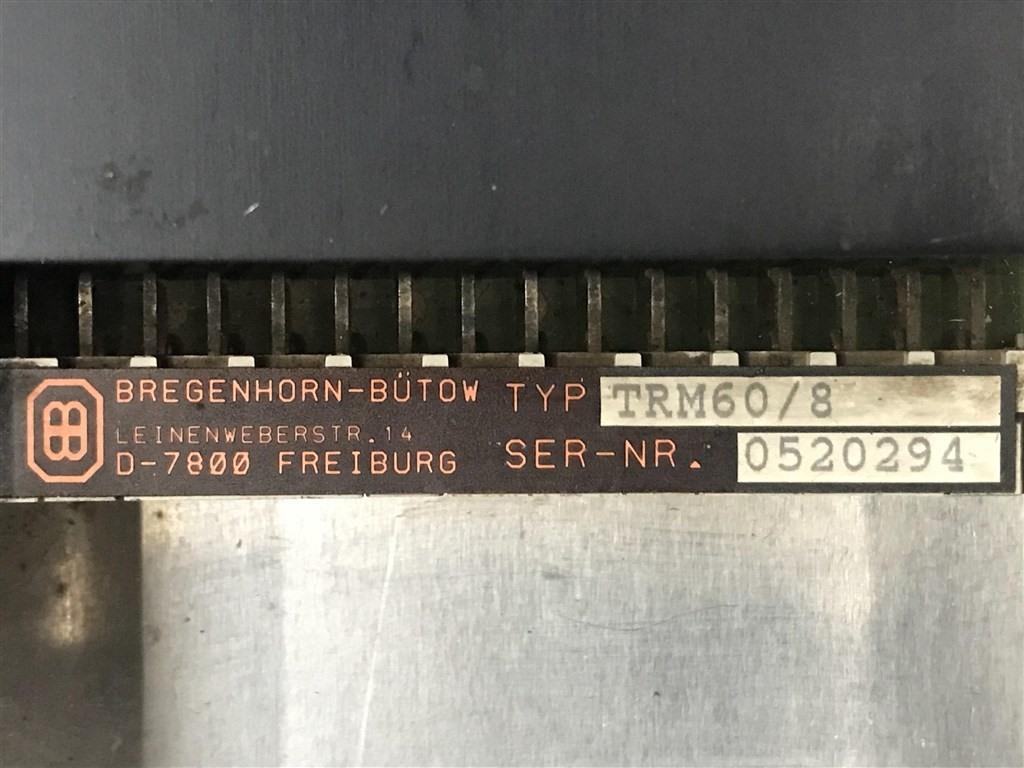 BREGENHORN-BÜTOW
LEINENWEBERSTR.14
D-7800 FREIBURG
TYP TRM60/8
SER-NR. 0520294